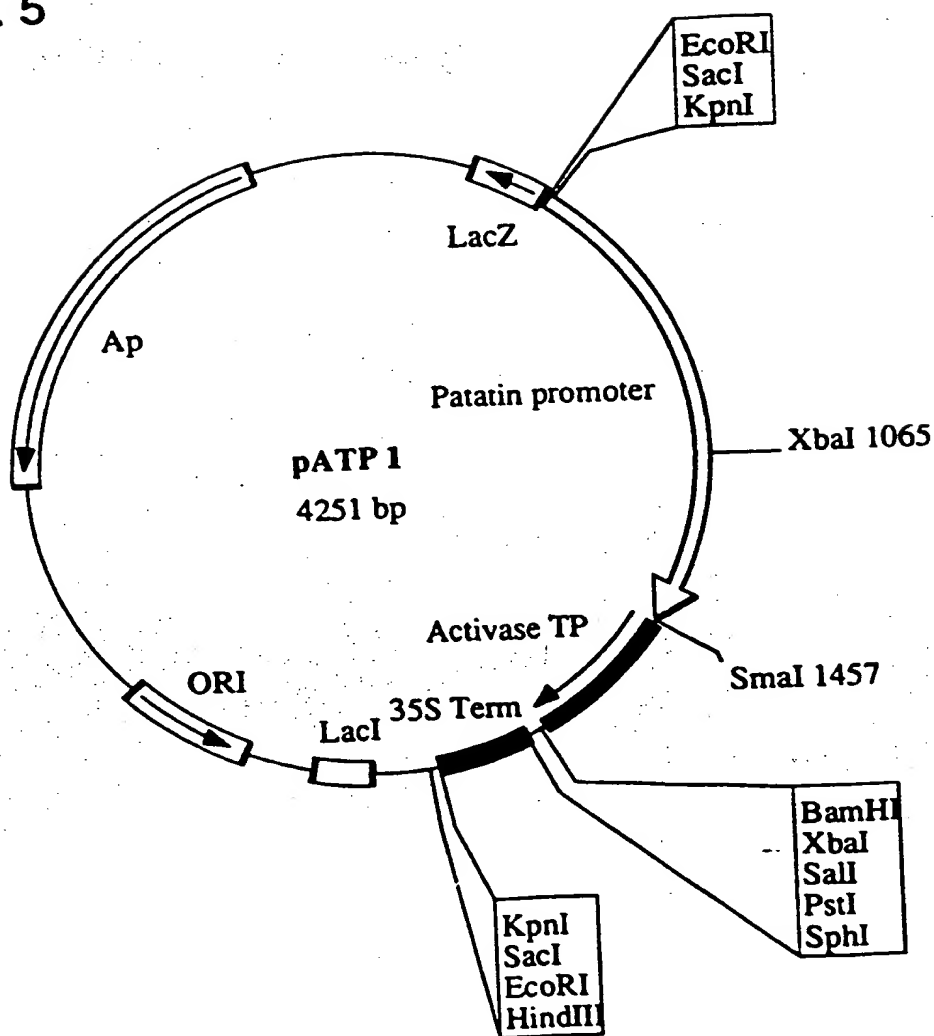 . 5
EcoRI
SacI
KpnI
LacZ
Ap
Patatin promoter
XbaI 1065
pATP 1
4251 bp
Activase TP
SmaI 1457
ORI
35S Term
LacI
BamHI
XbaI
SalI
PstI
SphI
KpnI
SacI
EcoRI
HindIII